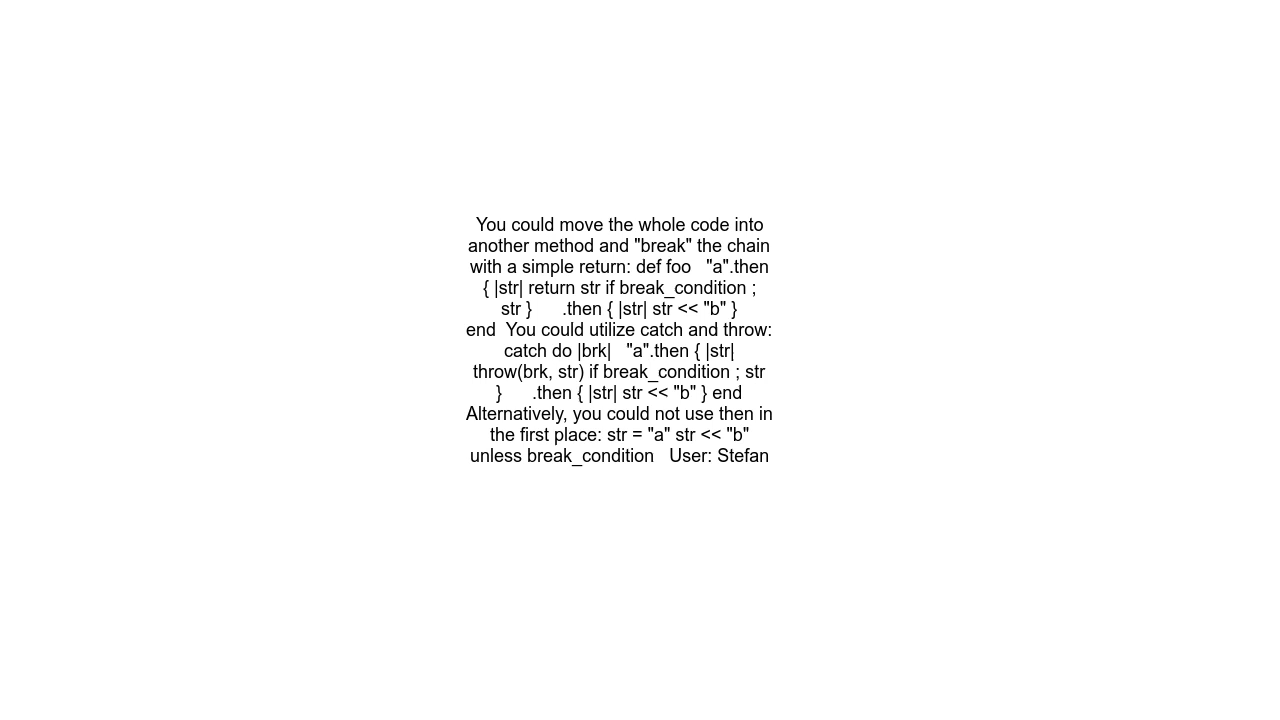 You could move the whole code into
another method and "break" the chain
with a simple return: def foo   "a".then
{ |str| return str if break_condition ;
str }      .then { |str| str << "b" }
end  You could utilize catch and throw:
catch do |brk|   "a".then { |str|
throw(brk, str) if break_condition ; str
}      .then { |str| str << "b" } end
Alternatively, you could not use then in
the first place: str = "a" str << "b"
unless break_condition   User: Stefan